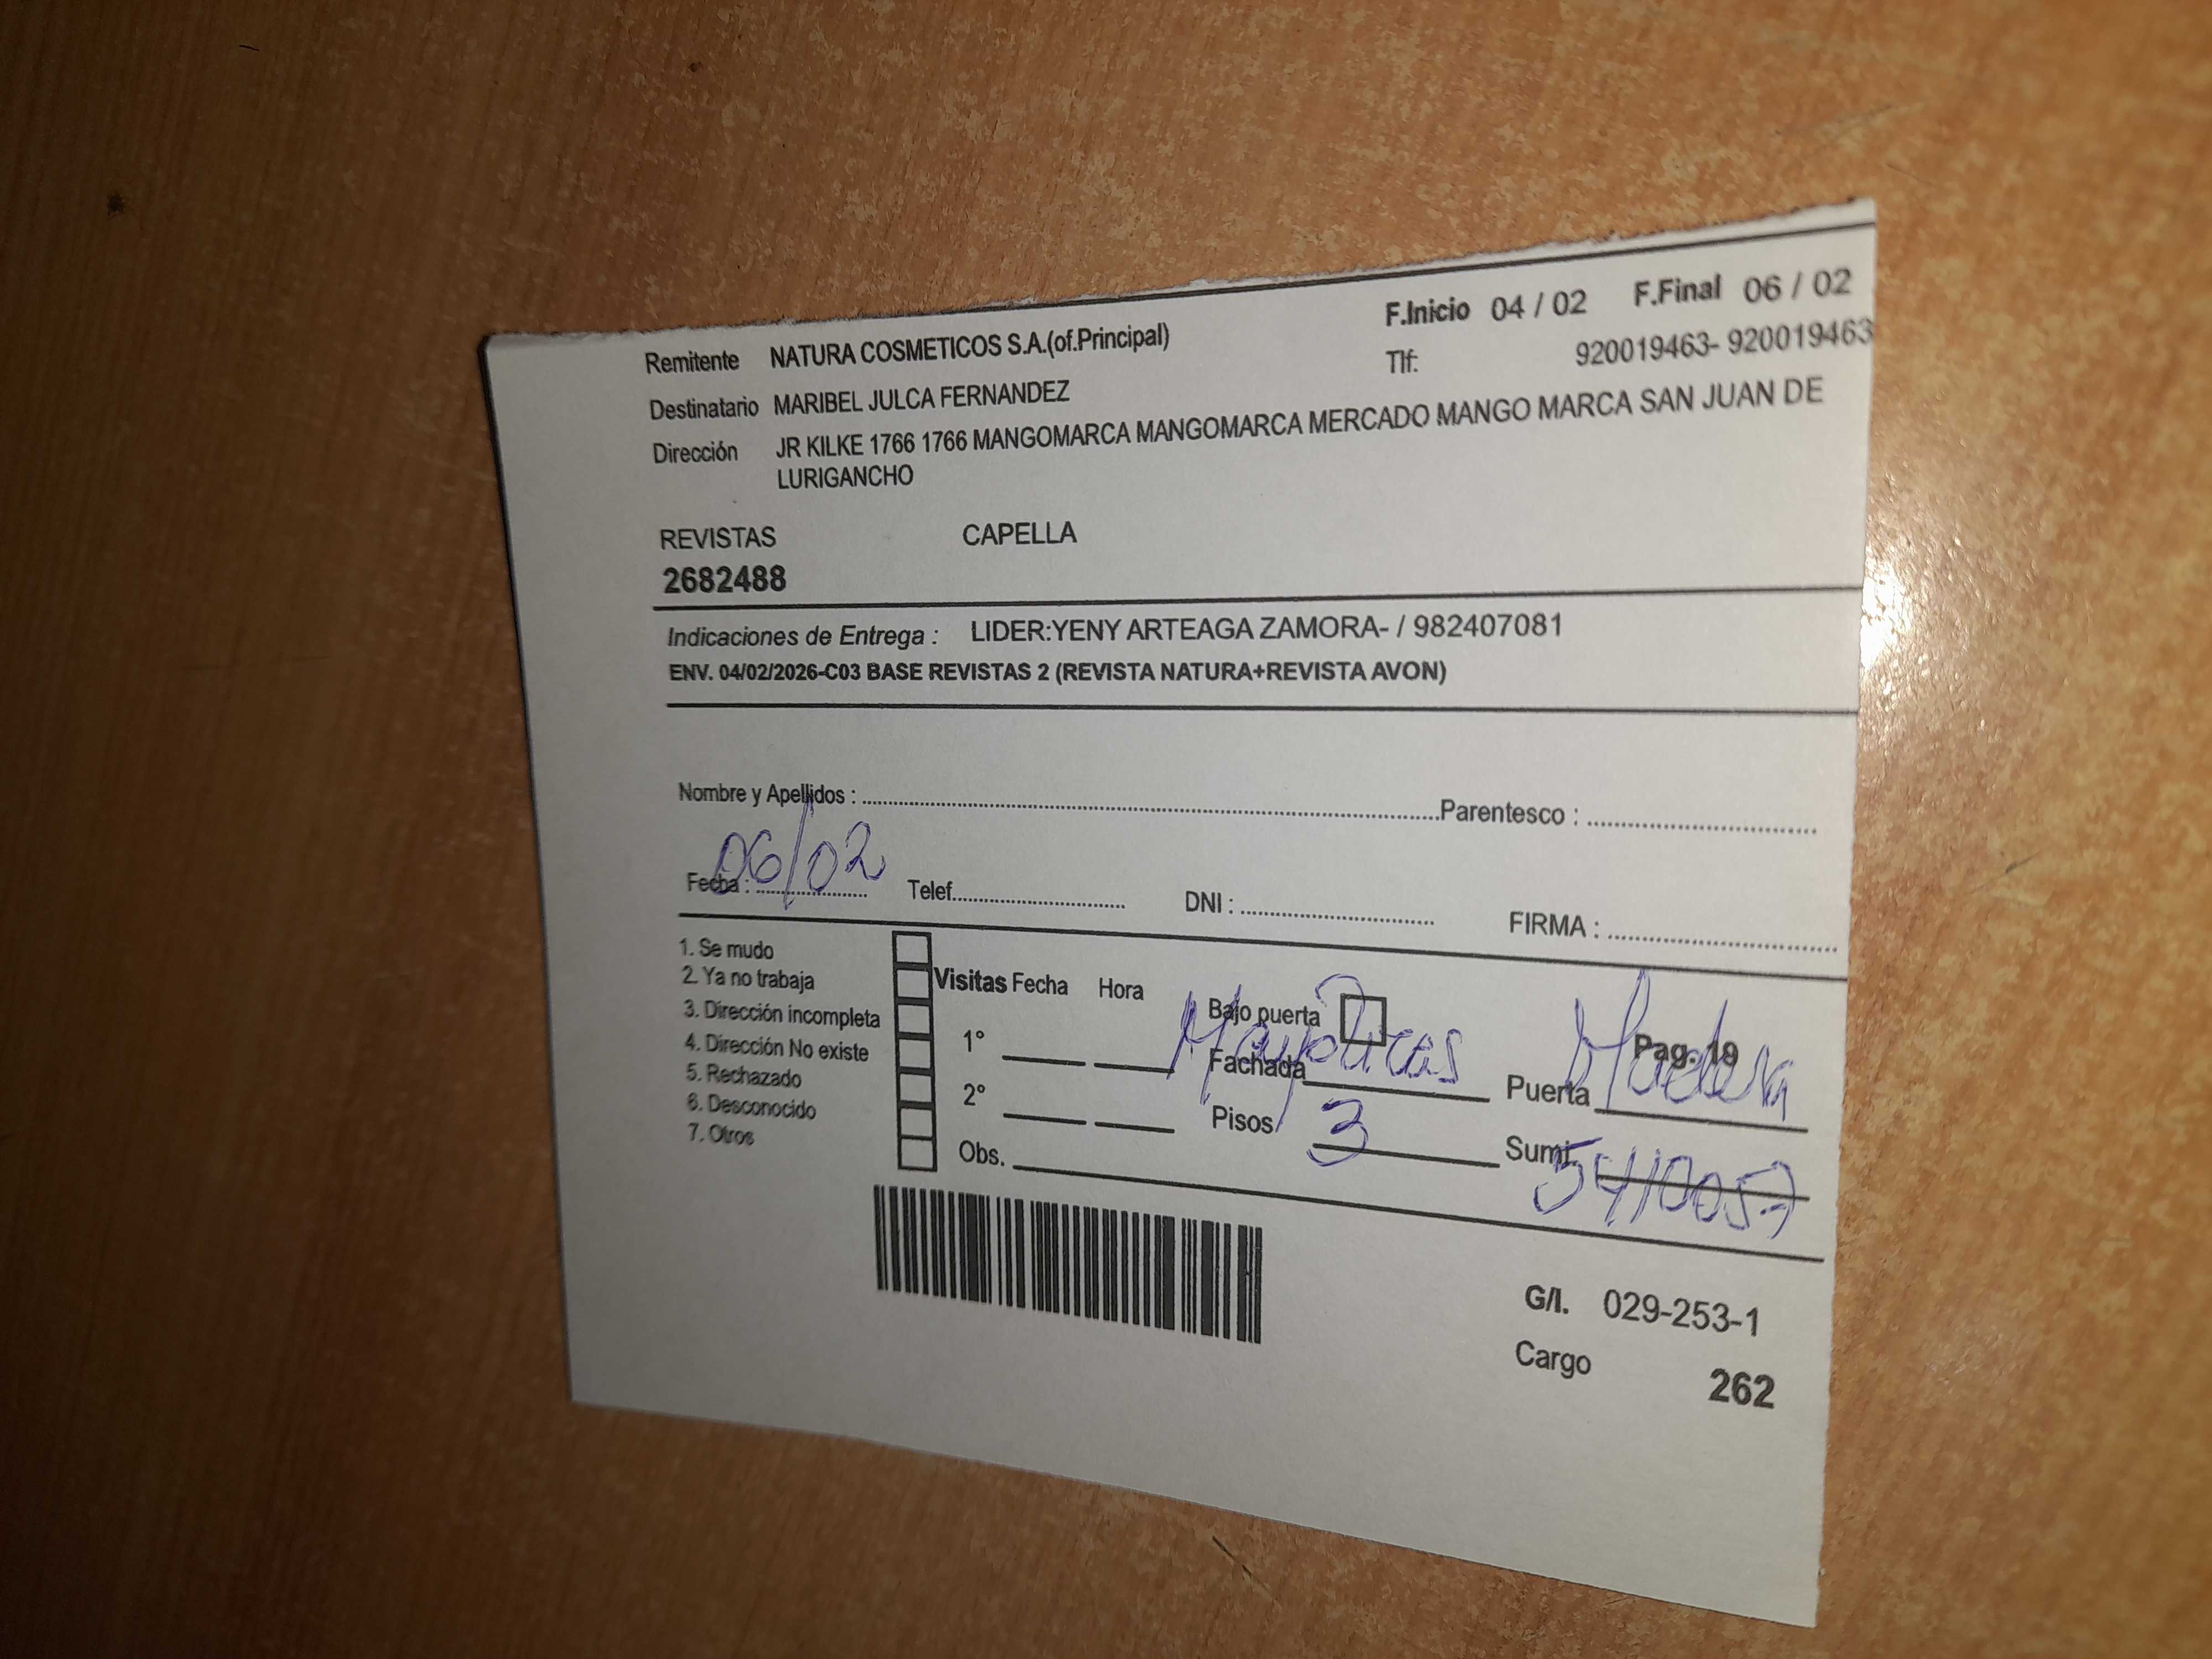 F.Inicio 04 / 02 F.Final 06 / 02
Remitente NATURA COSMETICOS S.A.(of.Principal) Tlf: 920019463- 920019463
Destinatario MARIBEL JULCA FERNANDEZ
Dirección JR KILKE 1766 1766 MANGOMARCA MANGOMARCA MERCADO MANGO MARCA SAN JUAN DE
LURIGANCHO
REVISTAS CAPELLA
2682488
Indicaciones de Entrega : LIDER:YENY ARTEAGA ZAMORA- / 982407081
ENV. 04/02/2026-C03 BASE REVISTAS 2 (REVISTA NATURA+REVISTA AVON)
Nombre y Apellidos : Parentesco :
Fecha : 06/02 Telef. DNI : FIRMA :
1. Se mudo
2. Ya no trabaja
3. Dirección incompleta
4. Dirección No existe
5. Rechazado
6. Desconocido
7. Otros
Visitas Fecha Hora
1°
2°
Obs.
Bajo puerta
Fachada Mayolicas
Pisos 3
Pag. 19
Puerta Madera
Sumi. 5410057
G/I. 029-253-1
Cargo 262